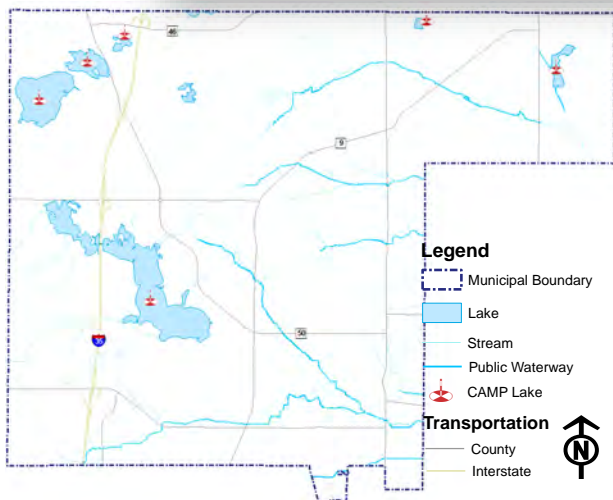 46
9
Legend
Municipal Boundary
Lake
Stream
50
35
Public Waterway
CAMP Lake
Transportation
County
Interstate
N